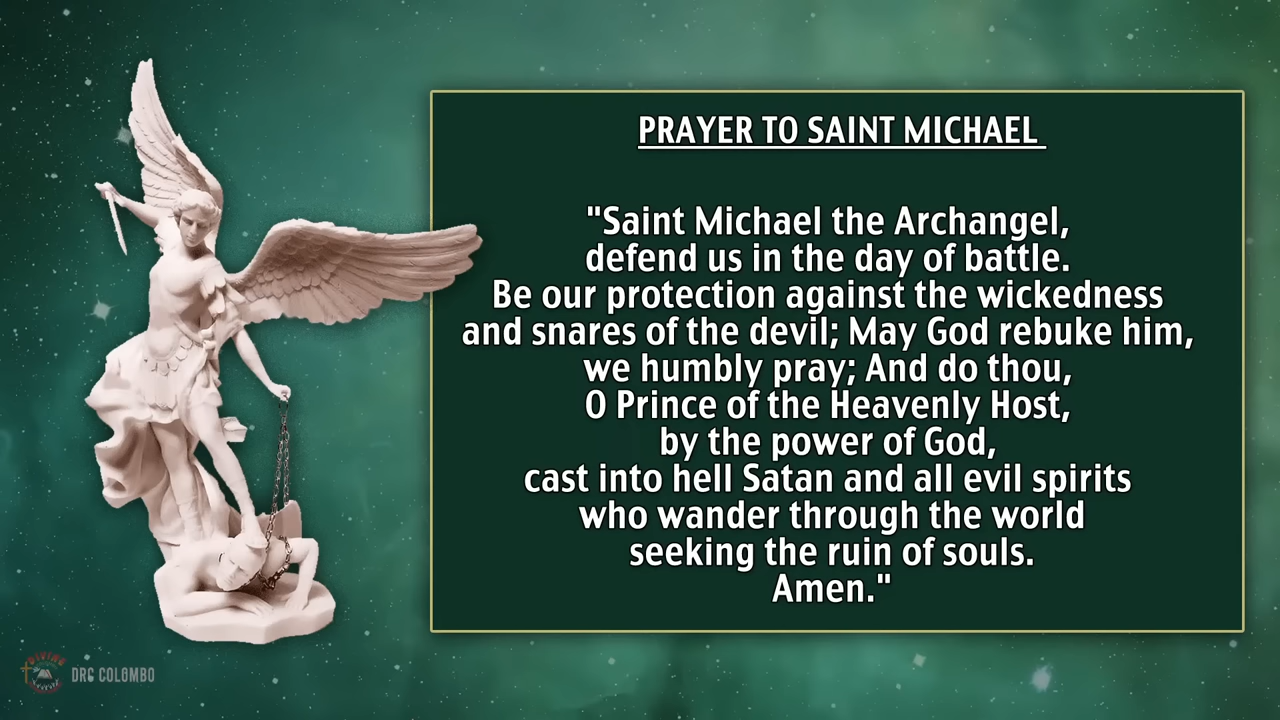 PRAYER TO SAINT MICHAEL
"Saint Michael the Archangel,
defend us in the day of battle.
Be our protection against the wickedness
and snares of the devil; May God rebuke him,
we humbly pray; And do thou,
O Prince of the Heavenly Host,
by the power of God,
cast into hell Satan and all evil spirits
who wander through the world
seeking the ruin of souls.
Amen."
DIVINE
DRC COLOMBO